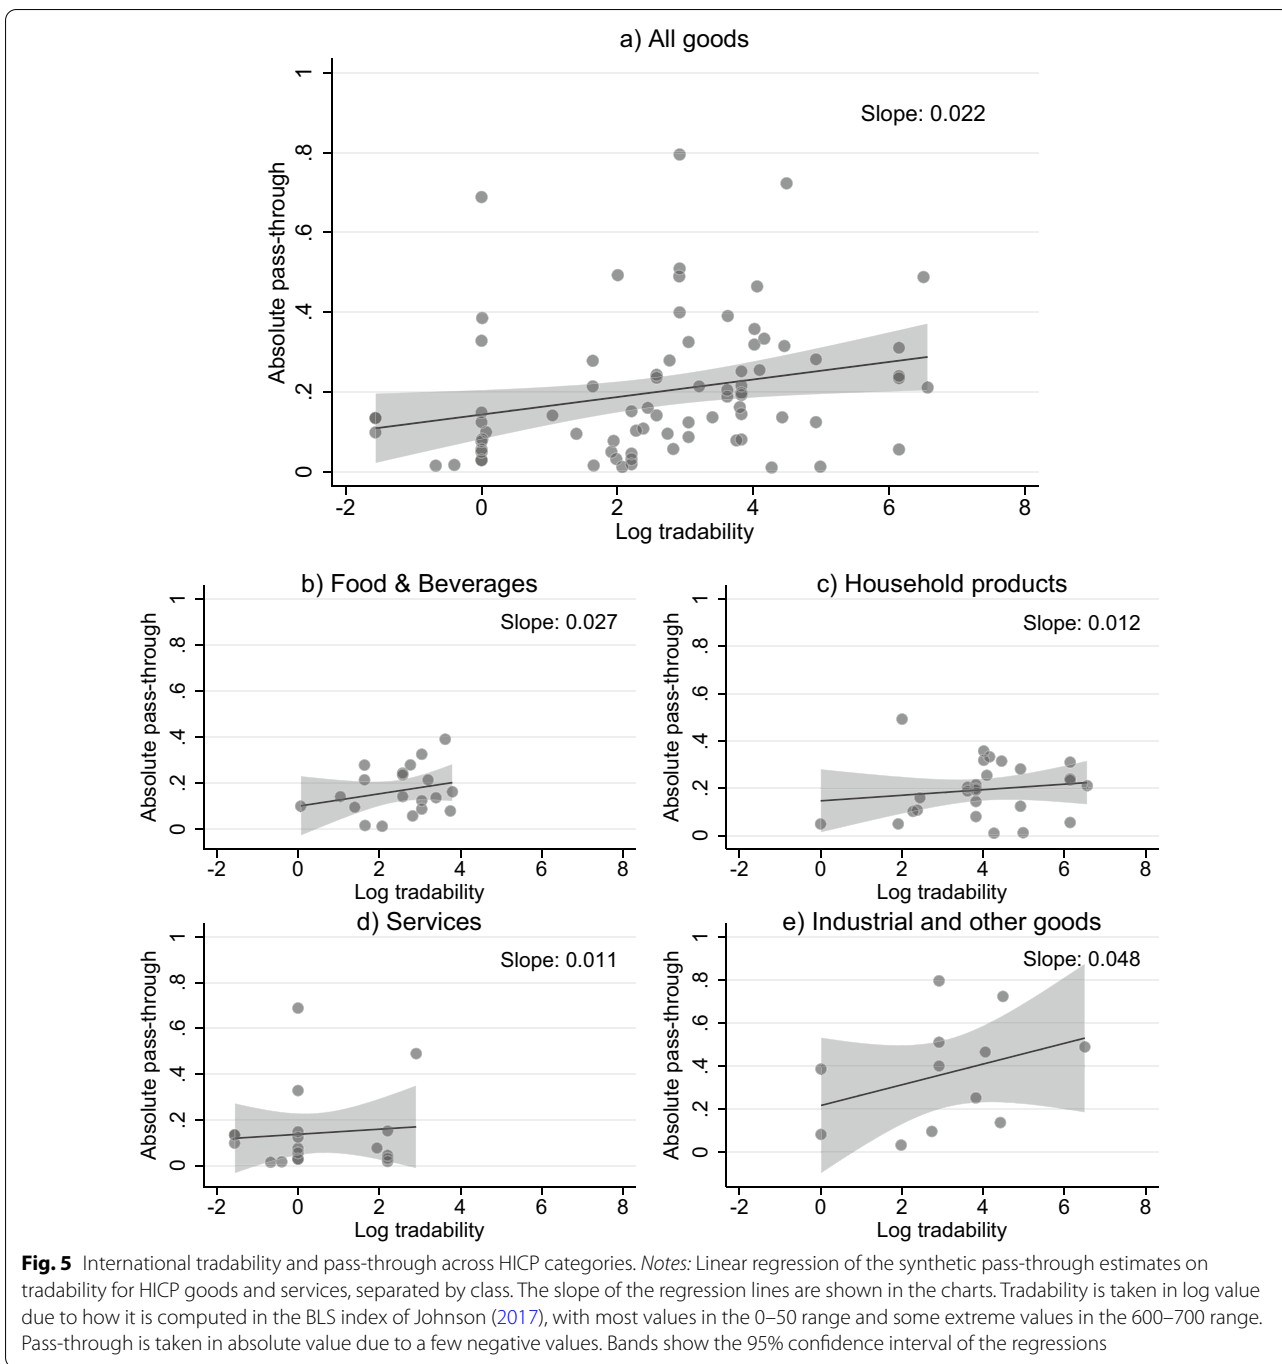 a) All goods
Slope: 0.022
Absolute pass-through
1
.8
.6
.4
.2
0
-2 0 2 4 6 8
Log tradability
b) Food & Beverages
Slope: 0.027
Absolute pass-through
1
.8
.6
.4
.2
0
-2 0 2 4 6 8
Log tradability
c) Household products
Slope: 0.012
Absolute pass-through
1
.8
.6
.4
.2
0
-2 0 2 4 6 8
Log tradability
d) Services
Slope: 0.011
Absolute pass-through
1
.8
.6
.4
.2
0
-2 0 2 4 6 8
Log tradability
e) Industrial and other goods
Slope: 0.048
Absolute pass-through
1
.8
.6
.4
.2
0
-2 0 2 4 6 8
Log tradability
Fig. 5 International tradability and pass-through across HICP categories. Notes: Linear regression of the synthetic pass-through estimates on
tradability for HICP goods and services, separated by class. The slope of the regression lines are shown in the charts. Tradability is taken in log value
due to how it is computed in the BLS index of Johnson (2017), with most values in the 0–50 range and some extreme values in the 600–700 range.
Pass-through is taken in absolute value due to a few negative values. Bands show the 95% confidence interval of the regressions